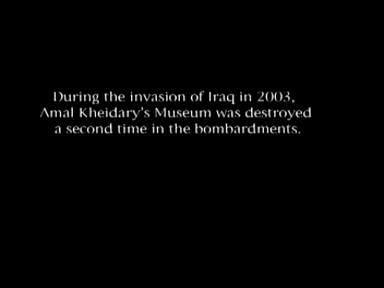 During the invasion of Iraq in 2003,
Amal Kheidary's Museum was destroyed
a second time in the bombardments.